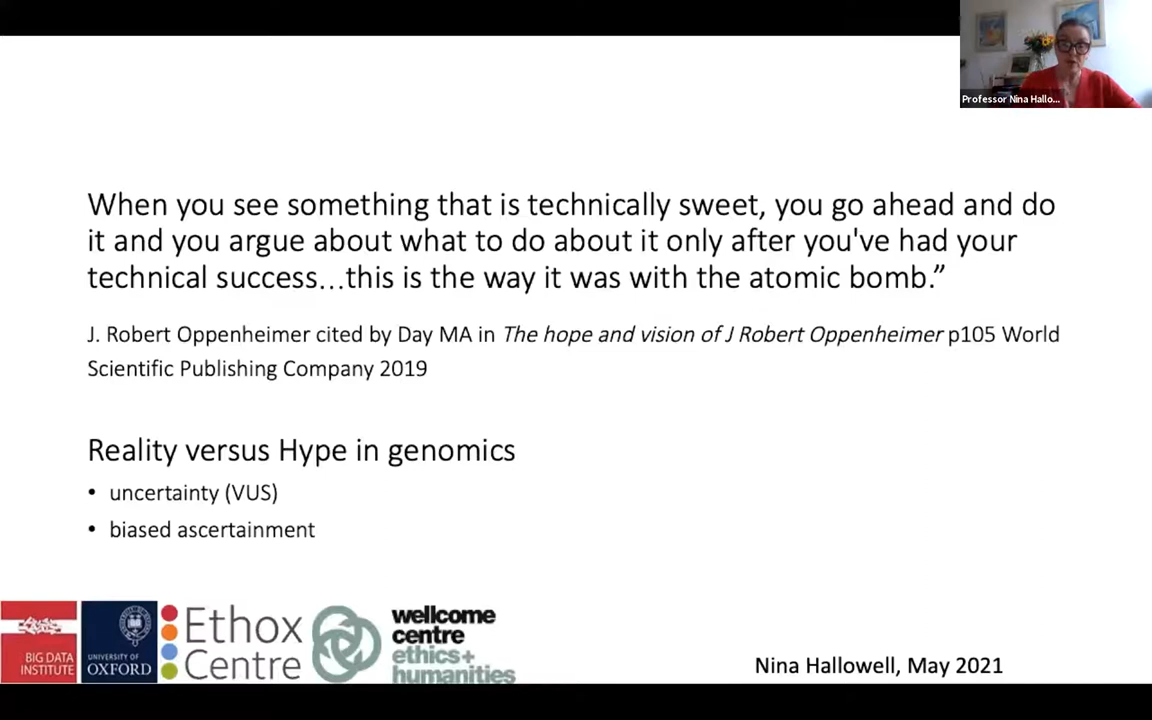 Professor Nina Hallo...
When you see something that is technically sweet, you go ahead and do
it and you argue about what to do about it only after you've had your
technical success...this is the way it was with the atomic bomb.”
J. Robert Oppenheimer cited by Day MA in The hope and vision of J Robert Oppenheimer p105 World
Scientific Publishing Company 2019
Reality versus Hype in genomics
• uncertainty (VUS)
• biased ascertainment
BIG DATA
INSTITUTE
UNIVERSITY OF
OXFORD
Ethox
Centre
wellcome
centre
ethics+
humanities
Nina Hallowell, May 2021